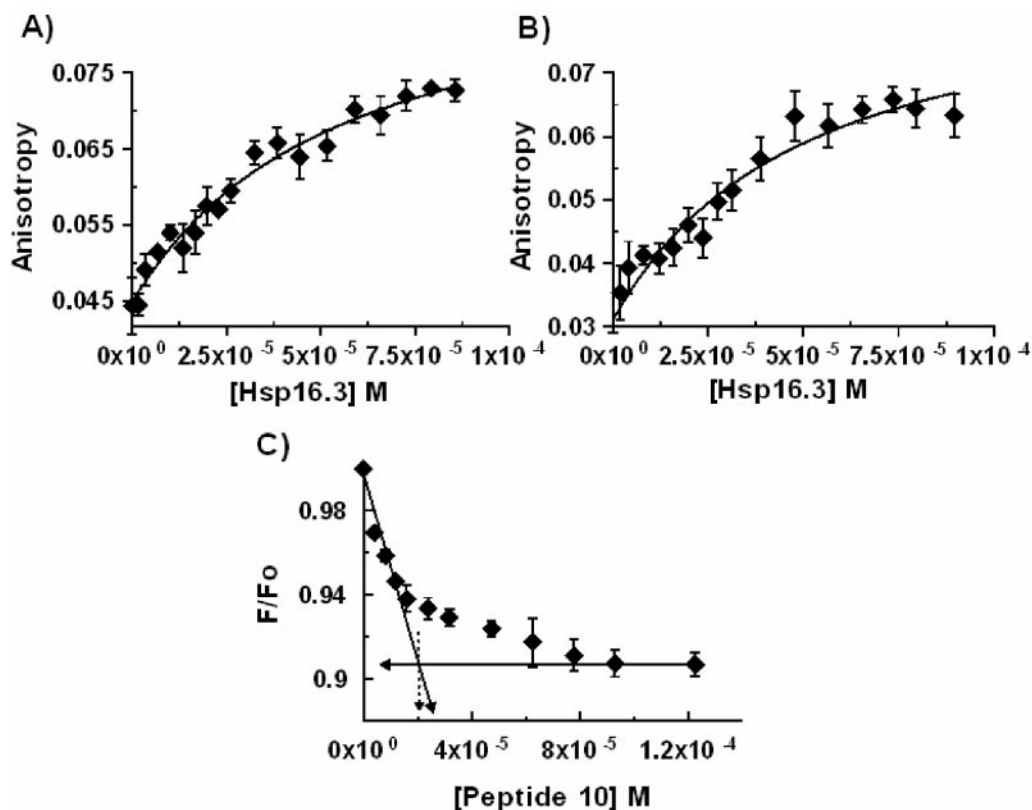 A)
0.075
0.065
0.055
0.045
Anisotropy
0x10 0
2.5x10 -5
5x10 -5
7.5x10 -5
1x10 -4
[Hsp16.3] M
B)
0.07
0.06
0.05
0.04
0.03
Anisotropy
0x10 0
2.5x10 -5
5x10 -5
7.5x10 -5
1x10 -4
[Hsp16.3] M
C)
0.98
0.94
0.9
F/Fo
0x10 0
4x10 -5
8x10 -5
1.2x10 -4
[Peptide 10] M